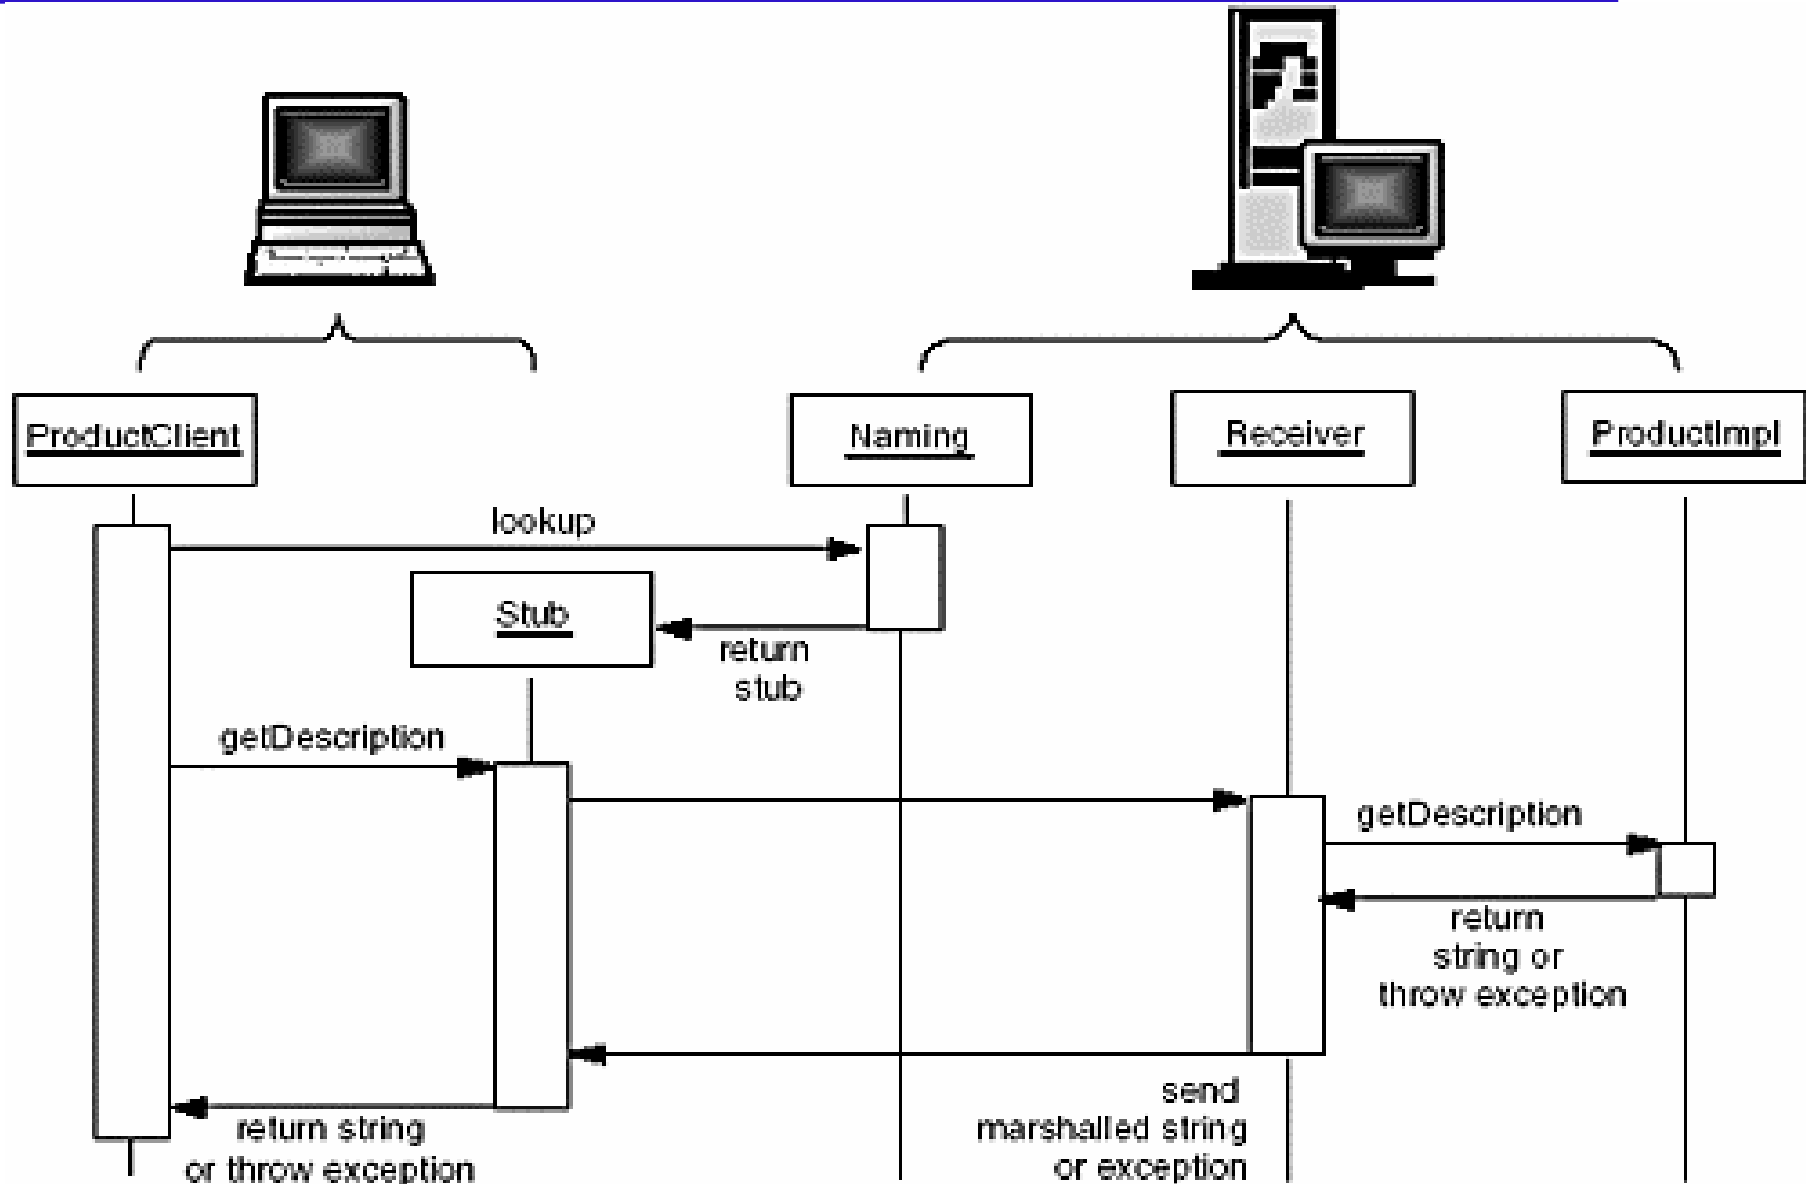 ProductClient
Naming
Receiver
ProductImpl
lookup
Stub
return
stub
getDescription
getDescription
return
string or
throw exception
send
marshalled string
or exception
return string
or throw exception